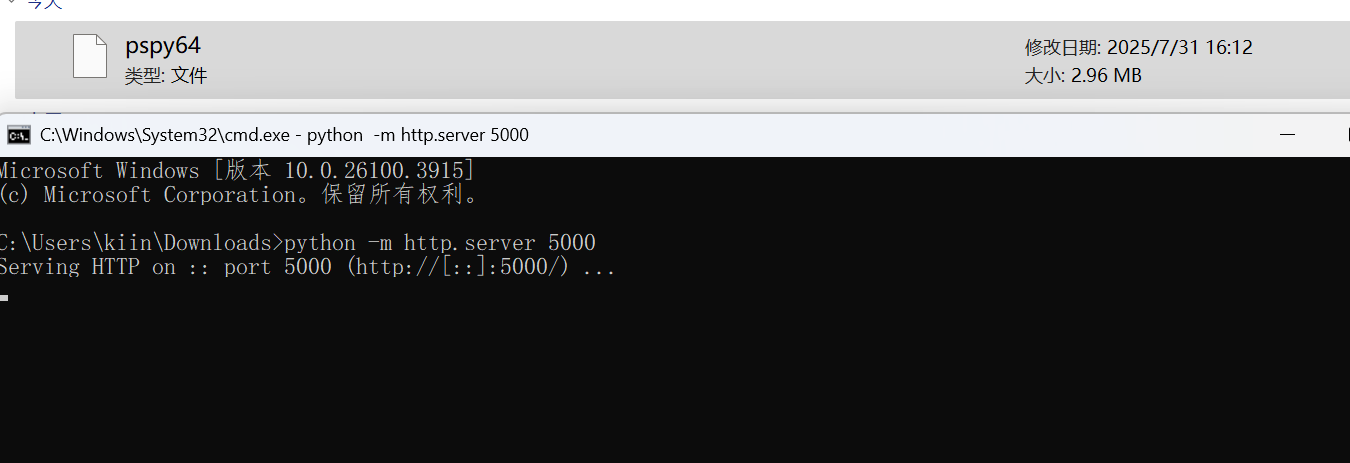 今天
pspy64
修改日期: 2025/7/31 16:12
类型: 文件
大小: 2.96 MB
C:\Windows\System32\cmd.exe - python  -m http.server 5000
Microsoft Windows [版本 10.0.26100.3915]
(c) Microsoft Corporation。保留所有权利。
C:\Users\kiin\Downloads>python -m http.server 5000
Serving HTTP on :: port 5000 (http://[::]:5000/) ...